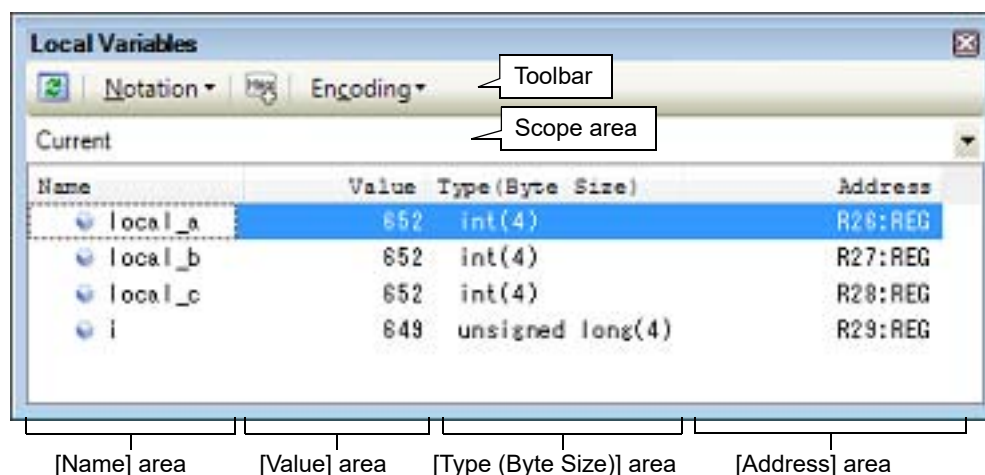 Local Variables
Notation Hex Encoding
Toolbar
Current
Scope area
Name Value Type(Byte Size) Address
local_a 652 int(4) R26:REG
local_b 652 int(4) R27:REG
local_c 652 int(4) R28:REG
i 649 unsigned long(4) R29:REG
[Name] area [Value] area [Type (Byte Size)] area [Address] area